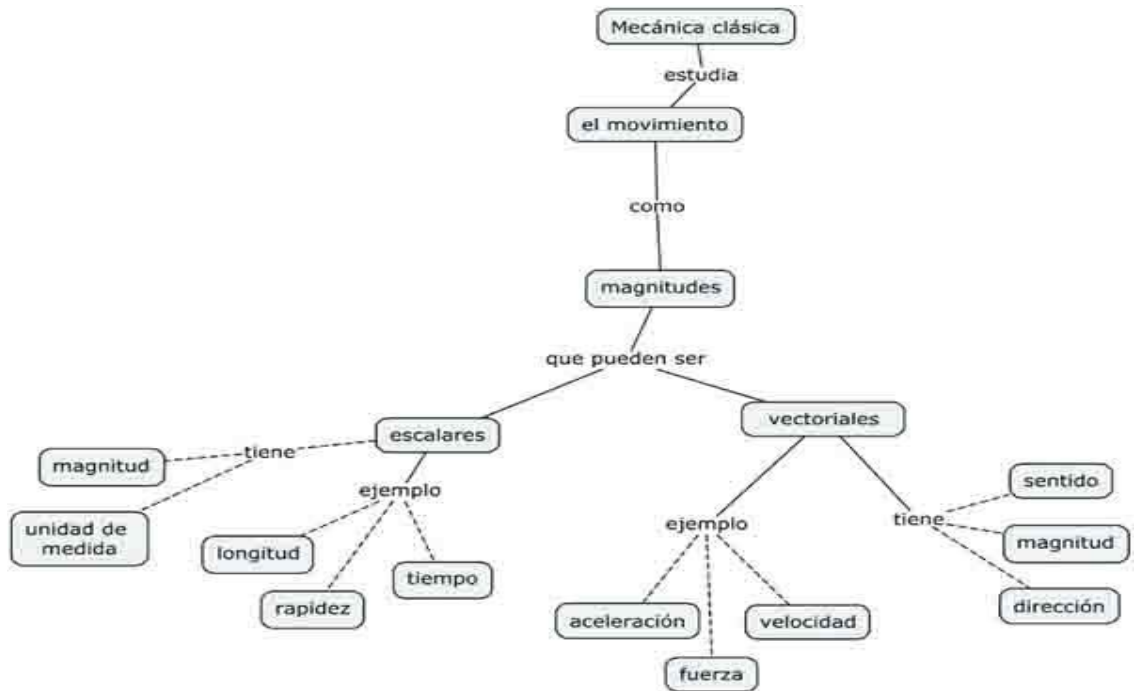 Mecánica clásica
estudia
el movimiento
como
magnitudes
que pueden ser
escalares
tiene
magnitud
unidad de
medida
ejemplo
longitud
rapidez
tiempo
vectoriales
ejemplo
aceleración
fuerza
velocidad
tiene
sentido
magnitud
dirección